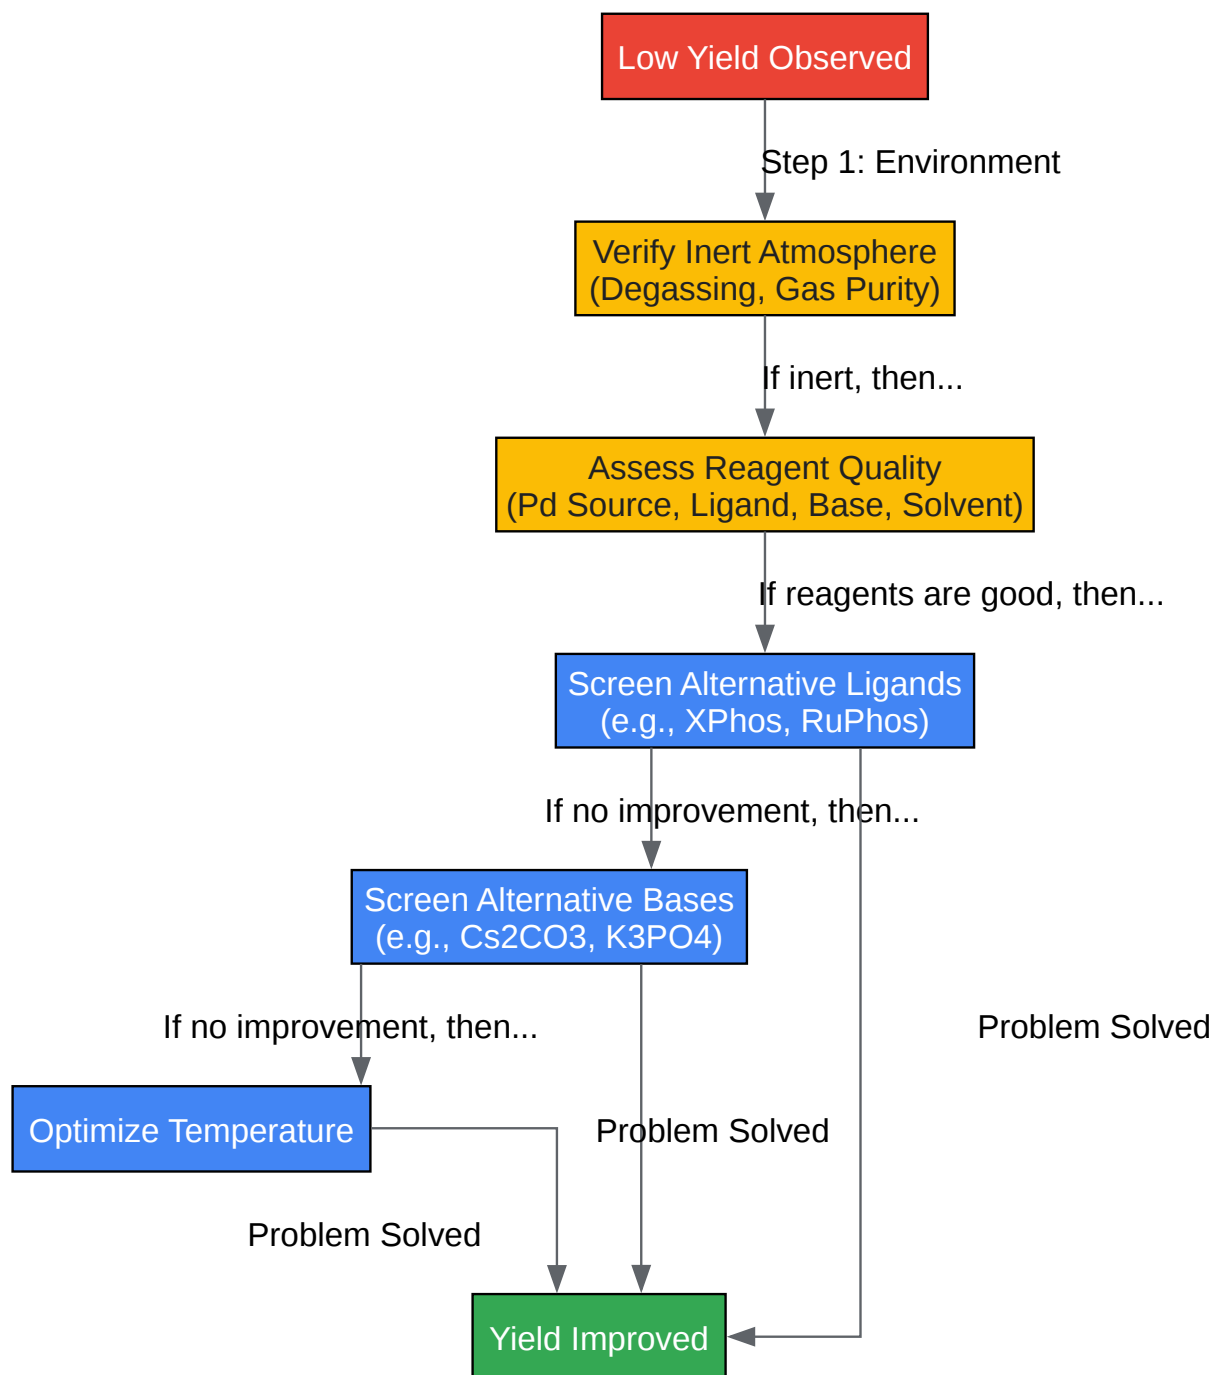 Low Yield Observed
Step 1: Environment
Verify Inert Atmosphere
(Degassing, Gas Purity)
If inert, then...
Assess Reagent Quality
(Pd Source, Ligand, Base, Solvent)
If reagents are good, then...
Screen Alternative Ligands
(e.g., XPhos, RuPhos)
If no improvement, then...
Screen Alternative Bases
(e.g., Cs2CO3, K3PO4)
If no improvement, then...
Problem Solved
Optimize Temperature
Problem Solved
Problem Solved
Yield Improved